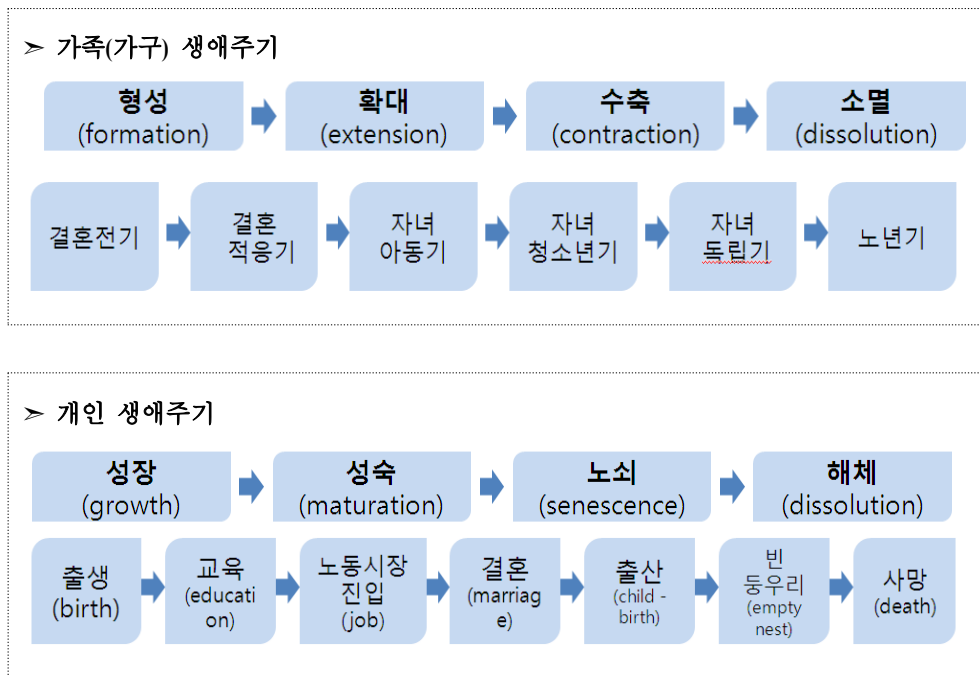 ➢ 가족(가구) 생애주기
형성
(formation)
확대
(extension)
수축
(contraction)
소멸
(dissolution)
결혼전기
결혼
적응기
자녀
아동기
자녀
청소년기
자녀
독립기
노년기
➢ 개인 생애주기
성장
(growth)
성숙
(maturation)
노쇠
(senescence)
해체
(dissolution)
출생
(birth)
교육
(educati
on)
노동시장
진입
(job)
결혼
(marriag
e)
출산
(child -
birth)
빈
둥우리
(empty
nest)
사망
(death)